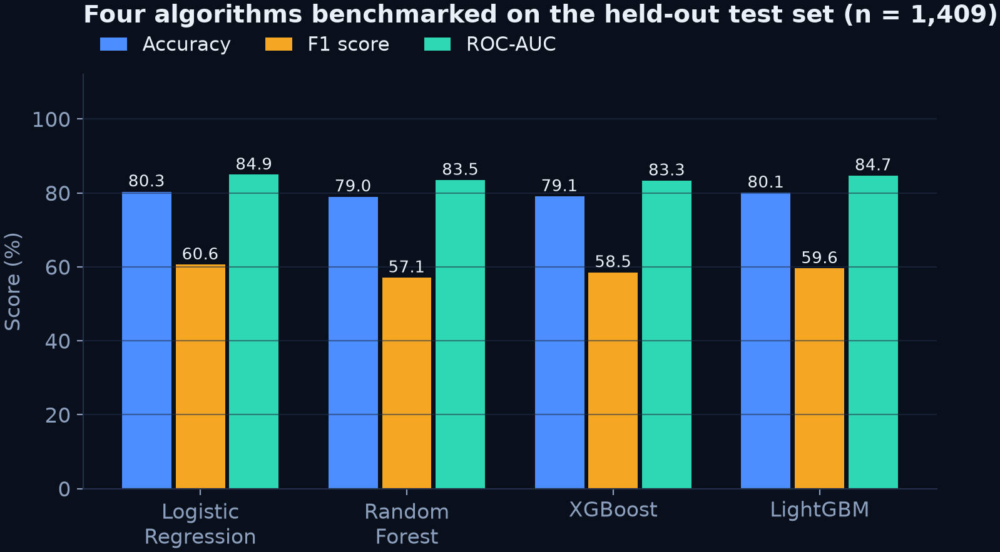 Four algorithms benchmarked on the held-out test set (n = 1,409)
Accuracy F1 score ROC-AUC
Score (%)
100
80
60
40
20
0
80.3 60.6 84.9
79.0 57.1 83.5
79.1 58.5 83.3
80.1 59.6 84.7
Logistic
Regression
Random
Forest
XGBoost
LightGBM